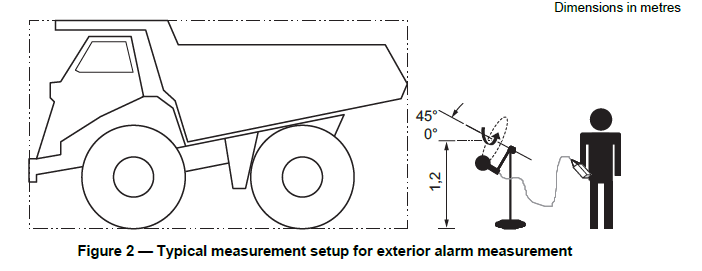 Dimensions in metres
45°
0°
1,2
Figure 2 — Typical measurement setup for exterior alarm measurement